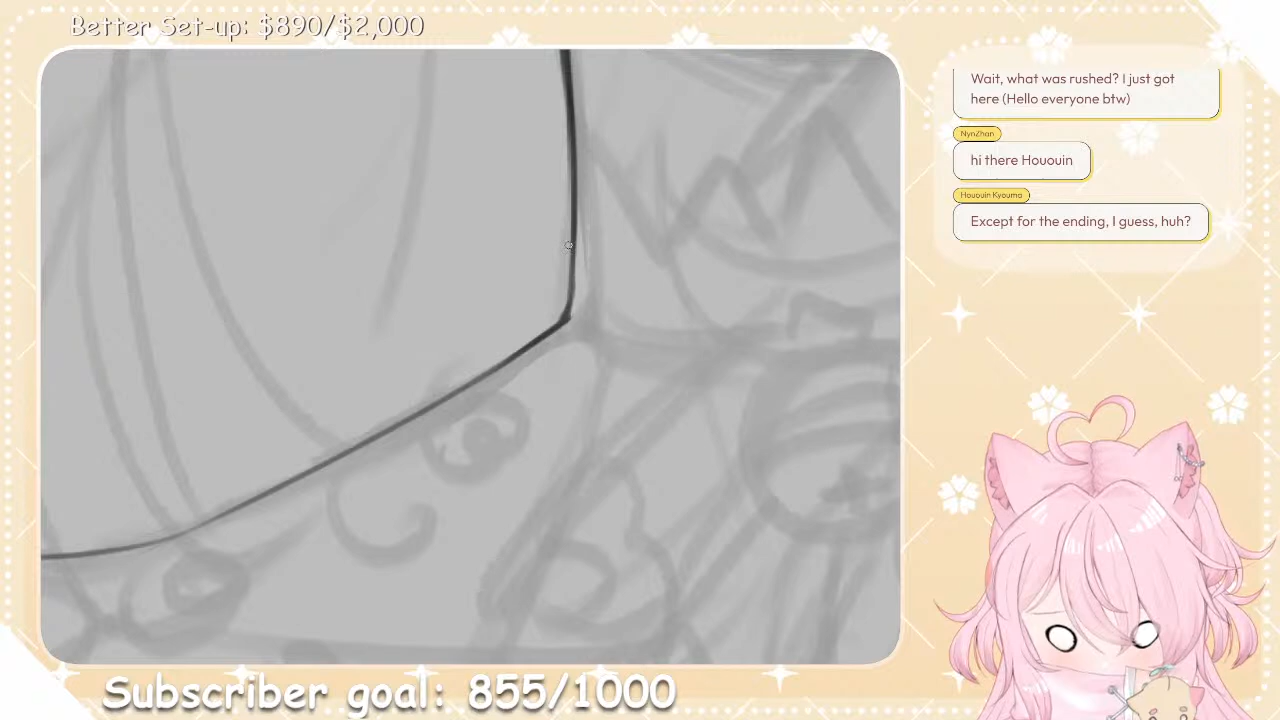 Better Set-up: $890/$2,000
Wait, what was rushed? I just got
here (Hello everyone btw)
NynZhan
hi there Hououin
Hououin Kyouma
Except for the ending, I guess, huh?
Subscriber goal: 855/1000